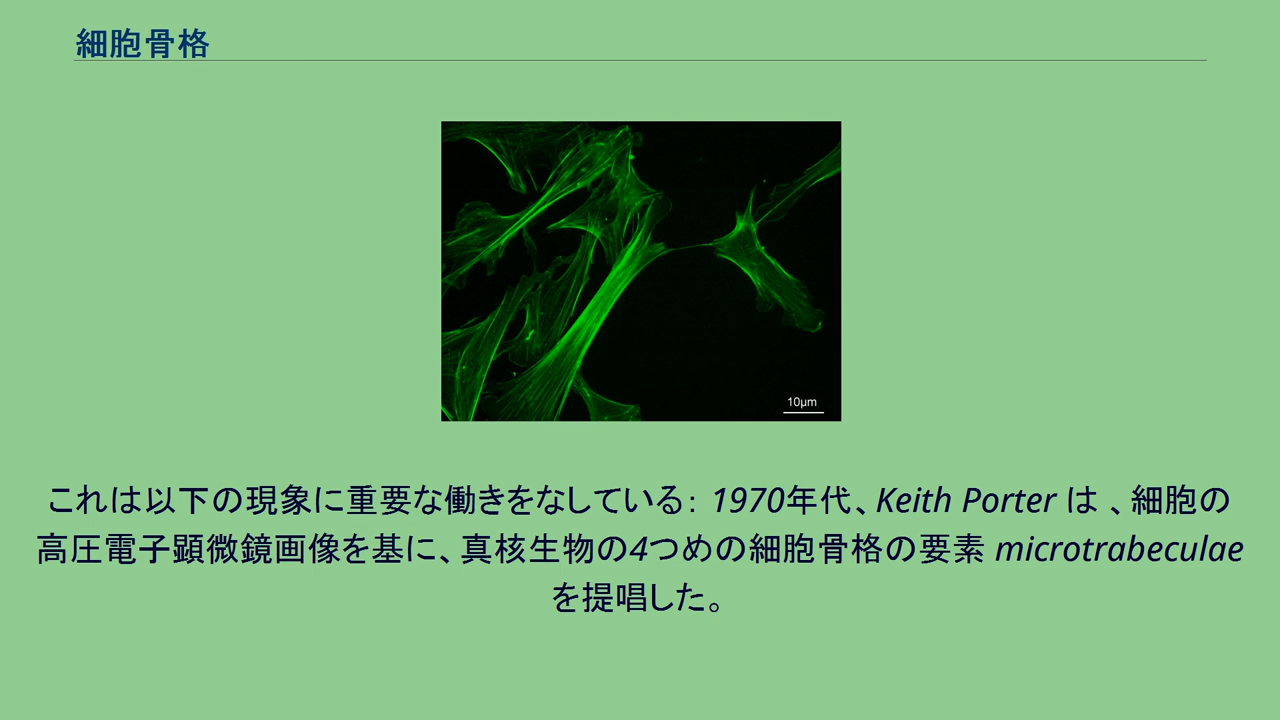 細胞骨格
10µm
これは以下の現象に重要な働きをなしている： 1970年代、Keith Porter は 、細胞の
高圧電子顕微鏡画像を基に、真核生物の4つめの細胞骨格の要素 microtrabeculae
を提唱した。